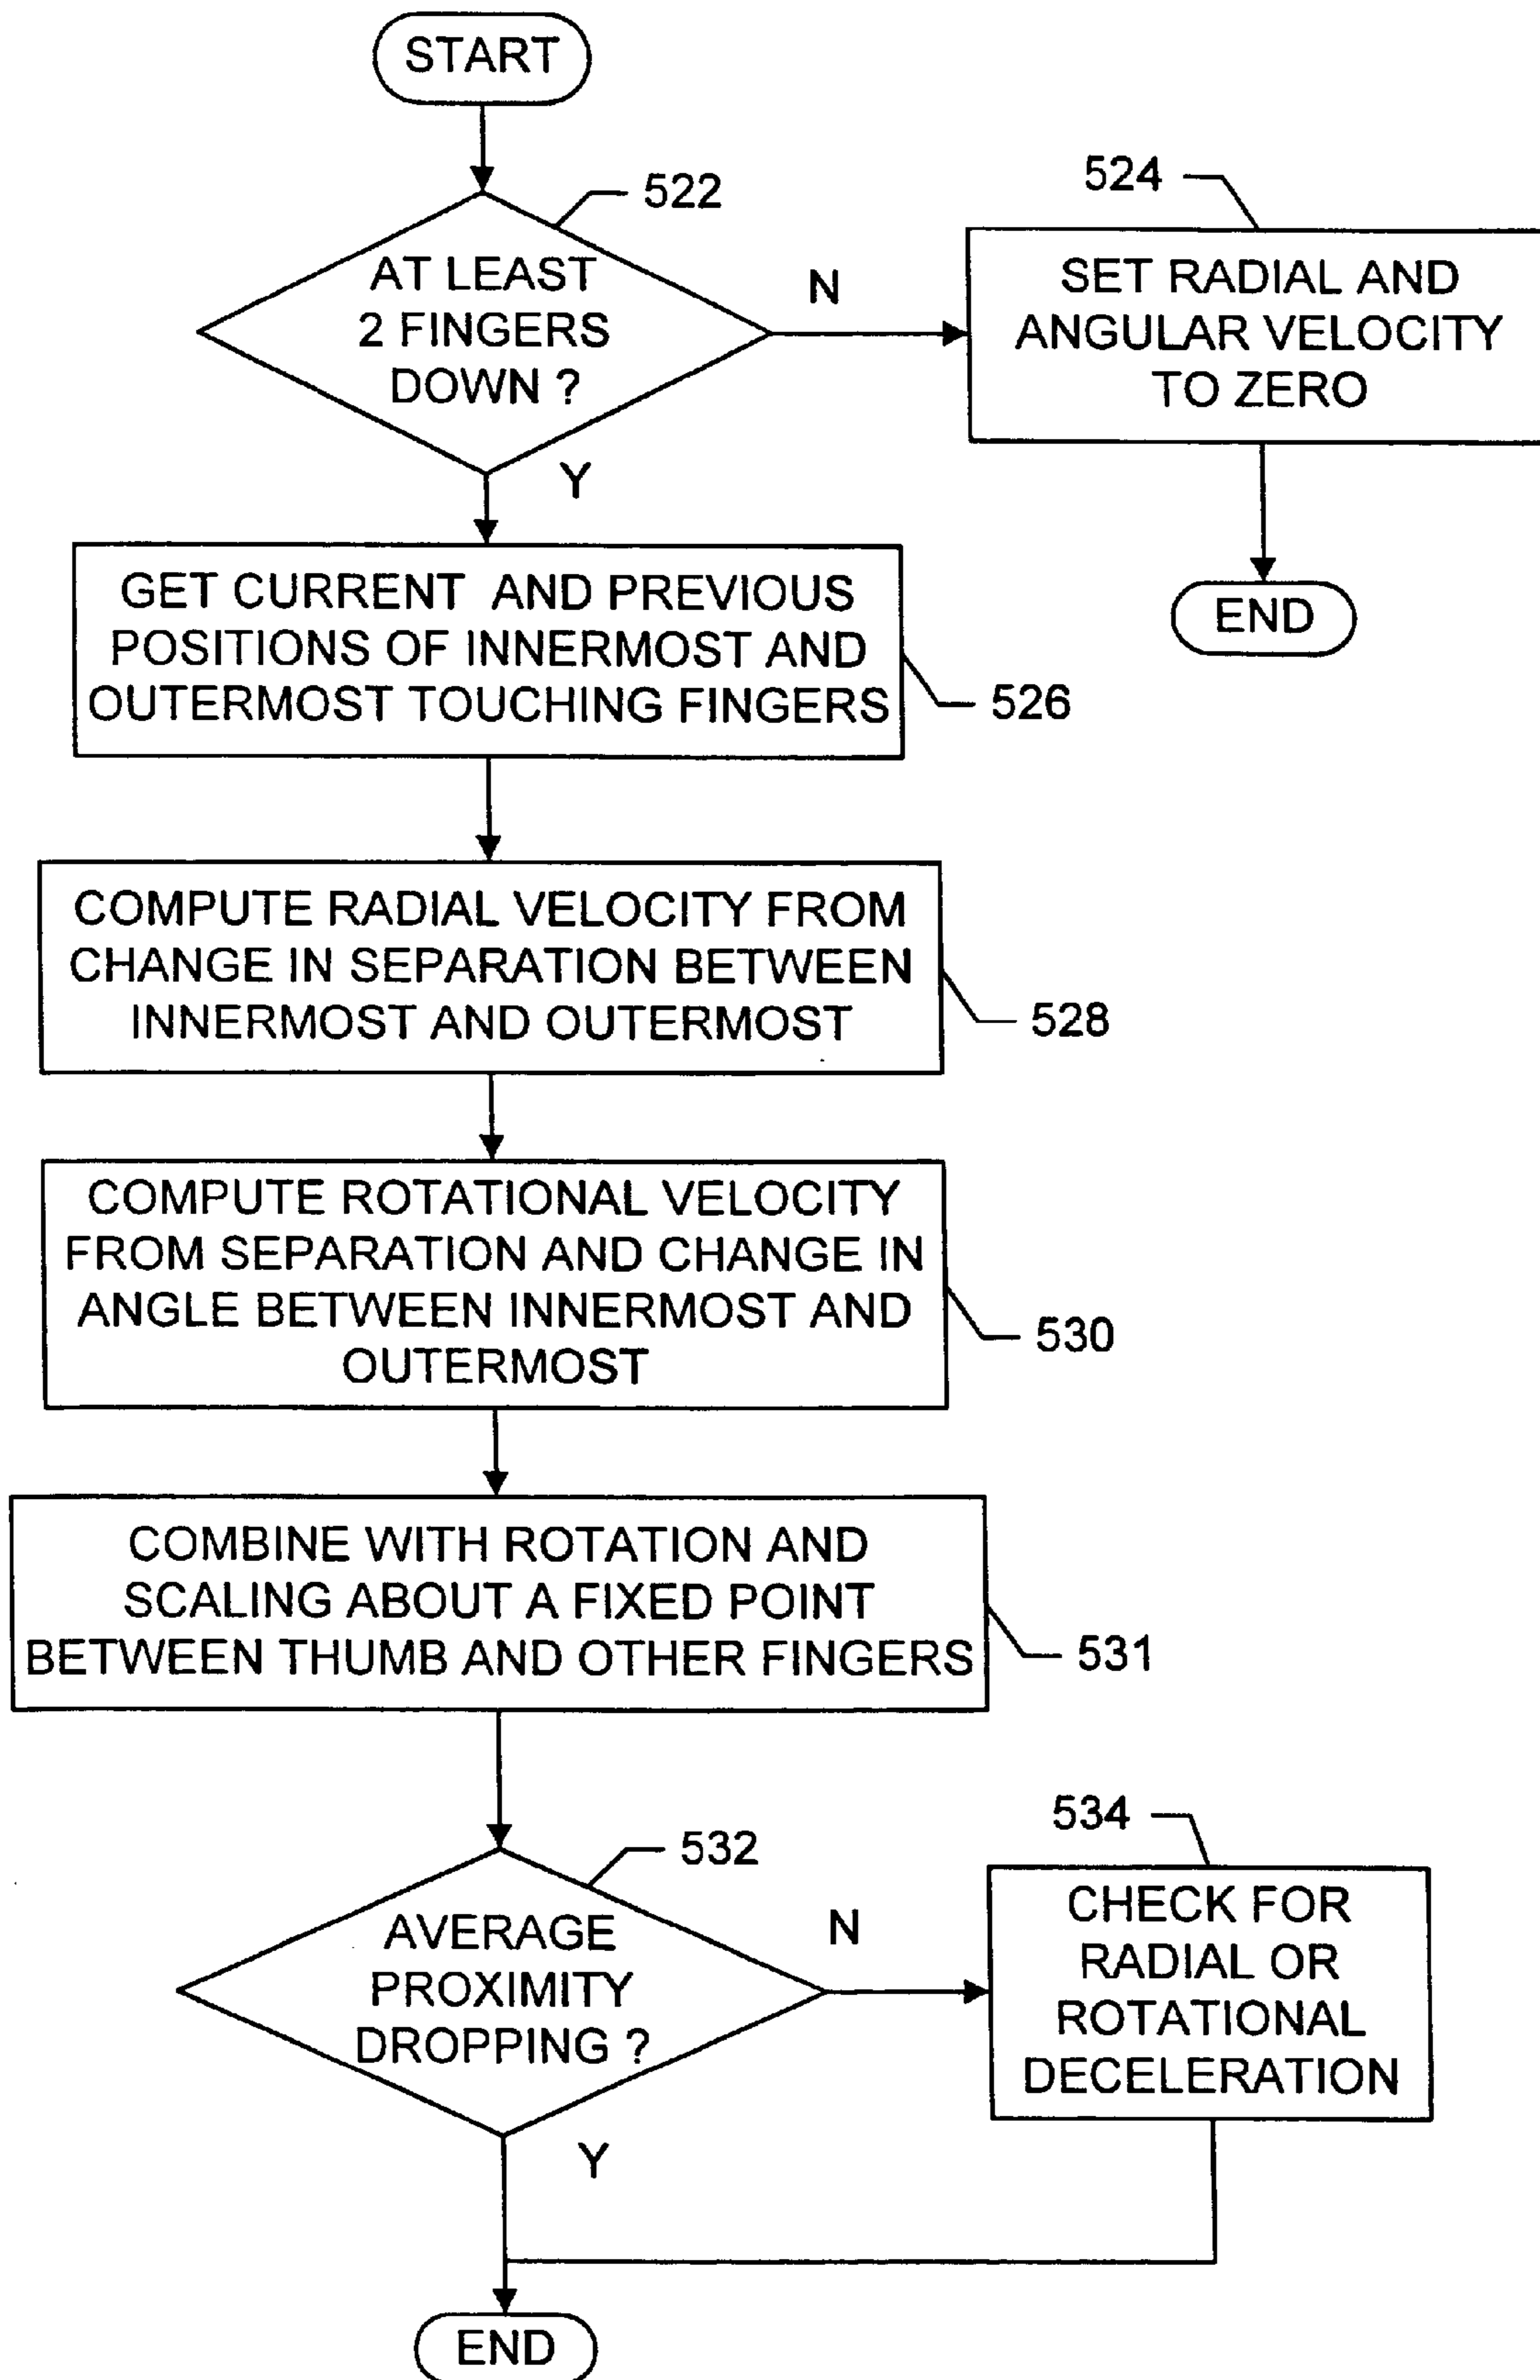 START
522
AT LEAST
2 FINGERS
DOWN ?
N
524
SET RADIAL AND
ANGULAR VELOCITY
TO ZERO
END
Y
GET CURRENT AND PREVIOUS
POSITIONS OF INNERMOST AND
OUTERMOST TOUCHING FINGERS
526
COMPUTE RADIAL VELOCITY FROM
CHANGE IN SEPARATION BETWEEN
INNERMOST AND OUTERMOST
528
COMPUTE ROTATIONAL VELOCITY
FROM SEPARATION AND CHANGE IN
ANGLE BETWEEN INNERMOST AND
OUTERMOST
530
COMBINE WITH ROTATION AND
SCALING ABOUT A FIXED POINT
BETWEEN THUMB AND OTHER FINGERS
531
532
AVERAGE
PROXIMITY
DROPPING ?
N
534
CHECK FOR
RADIAL OR
ROTATIONAL
DECELERATION
Y
END